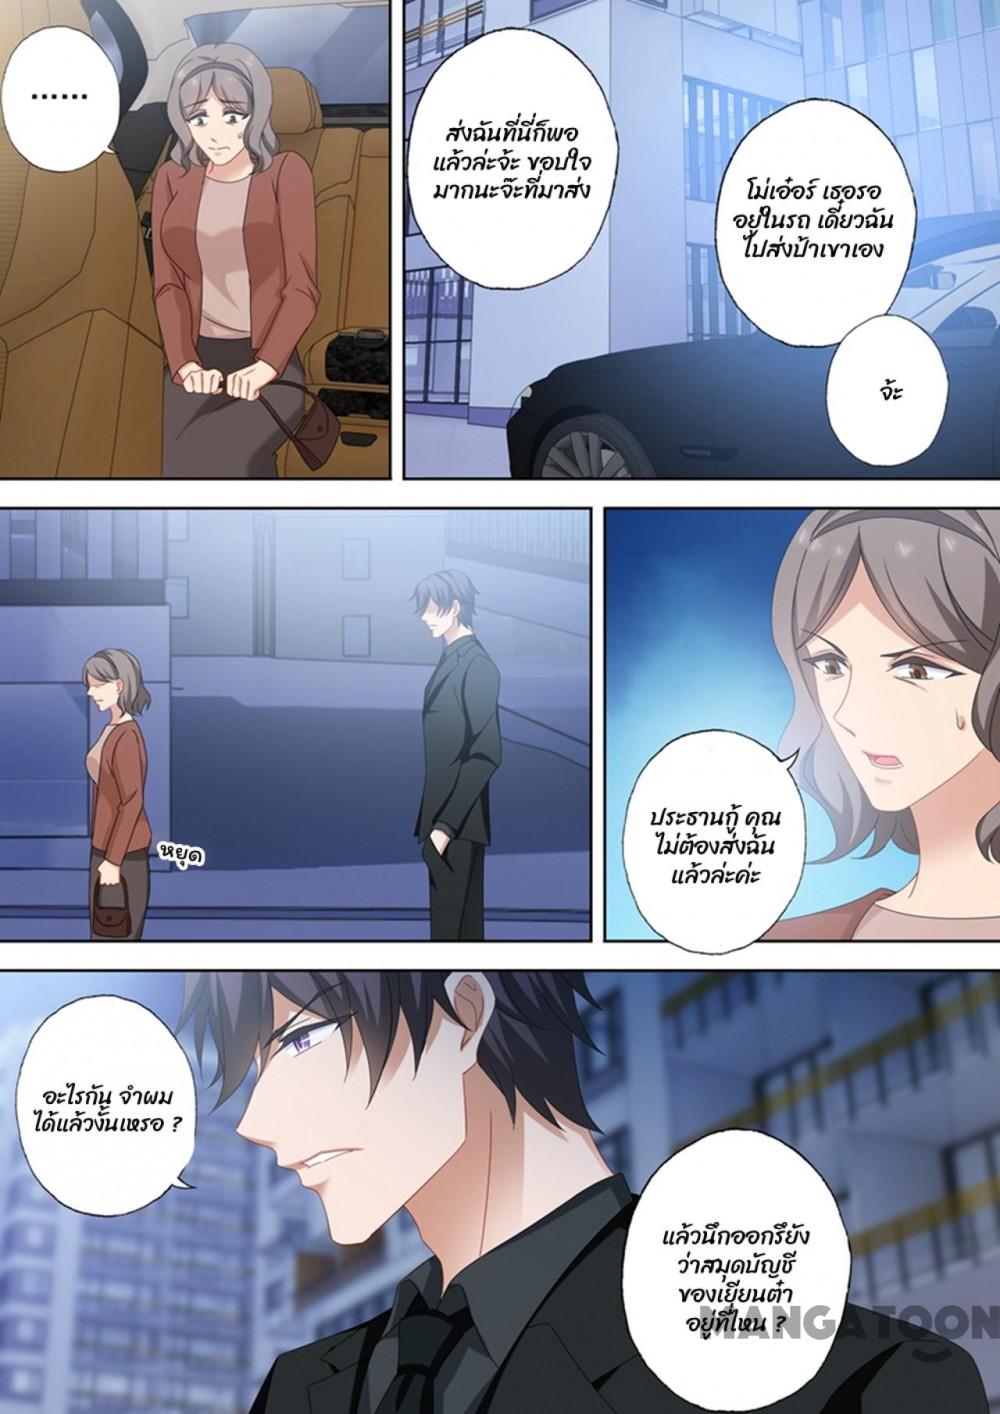 ......
ส่งฉันที่นี่ก็พอ
แล้วล่ะจ้ะ ขอบใจ
มากนะจ๊ะที่มาส่ง
โม่เอ๋อร์ เธอรอ
อยู่ในรถ เดี๋ยวฉัน
ไปส่งป้าเขาเอง
จ้ะ
หยุด
ประธานกู้ คุณ
ไม่ต้องส่งฉัน
แล้วล่ะค่ะ
อะไรกัน จำผม
ได้แล้วงั้นเหรอ ?
แล้วนึกออกรึยัง
ว่าสมุดบัญชี
ของเยียนต๋า
อยู่ที่ไหน ?
MANGATOON